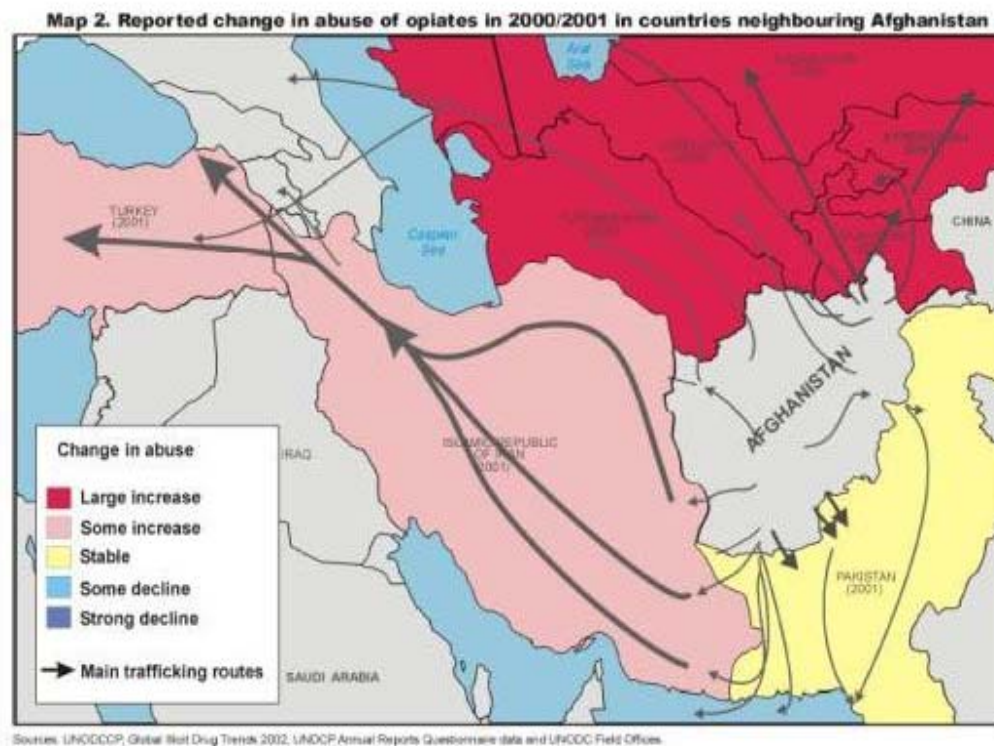 Map 2. Reported change in abuse of opiates in 2000/2001 in countries neighbouring Afghanistan
Aral
Sea
CHINA
TURKEY
(2001)
Caspian
Sea
AFGHANISTAN
ISLAMIC REPUBLIC
OF IRAN
(2001)
IRAQ
PAKISTAN
(2001)
SAUDI ARABIA
Change in abuse
Large increase
Some increase
Stable
Some decline
Strong decline
Main trafficking routes
Sources: UNODCCP, Global Illicit Drug Trends 2002, UNDCP Annual Reports Questionnaire data and UNODC Field Offices.